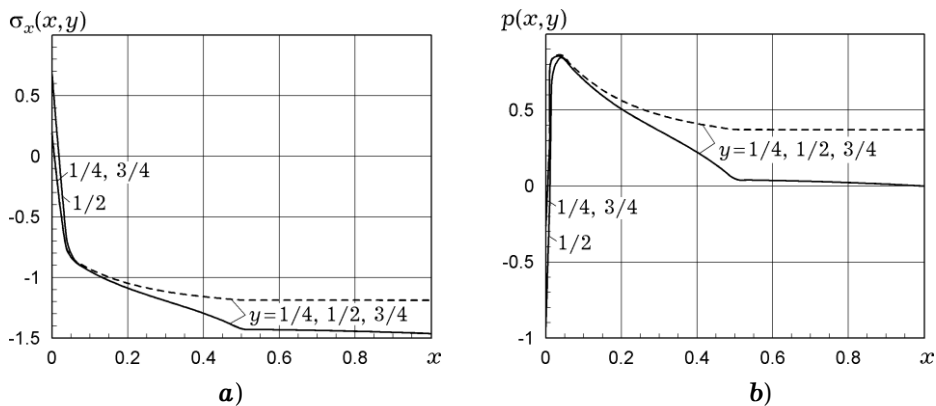 σₓ(x,y)
0.5
0
-0.5
-1
-1.5
1/4, 3/4
1/2
y=1/4, 1/2, 3/4
0 0.2 0.4 0.6 0.8 x
a)
p(x,y)
0.5
0
-0.5
-1
y=1/4, 1/2, 3/4
1/4, 3/4
1/2
0 0.2 0.4 0.6 0.8 x
b)